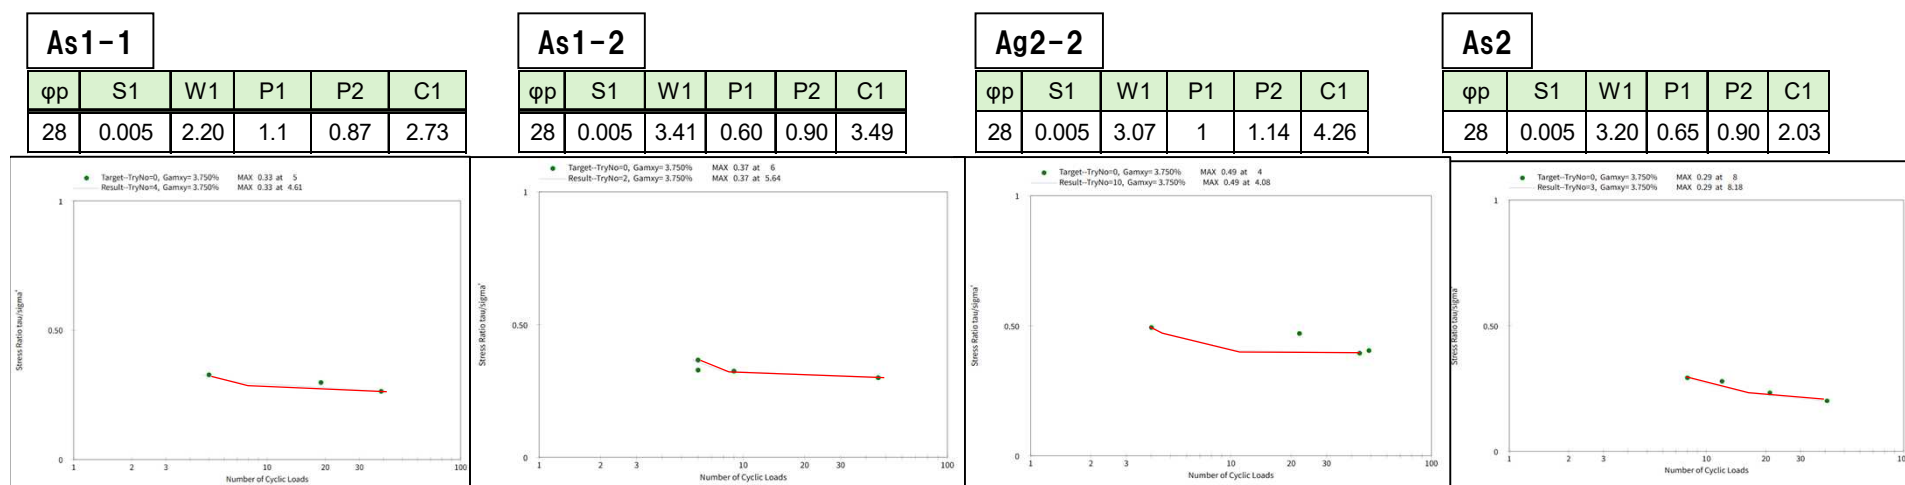 As1-1
φp S1 W1 P1 P2 C1
28 0.005 2.20 1.1 0.87 2.73
Target--TryNo=0, Gamxy= 3.750% MAX 0.33 at 5
Result--TryNo=4, Gamxy= 3.750% MAX 0.33 at 4.61
1
0.50
0
Stress Ratio tau/sigma'
1 2 3 10 20 30 100
Number of Cyclic Loads
As1-2
φp S1 W1 P1 P2 C1
28 0.005 3.41 0.60 0.90 3.49
Target--TryNo=0, Gamxy= 3.750% MAX 0.37 at 6
Result--TryNo=2, Gamxy= 3.750% MAX 0.37 at 5.64
1
0.50
0
Stress Ratio tau/sigma'
1 2 3 10 20 30 100
Number of Cyclic Loads
Ag2-2
φp S1 W1 P1 P2 C1
28 0.005 3.07 1 1.14 4.26
Target--TryNo=0, Gamxy= 3.750% MAX 0.49 at 4
Result--TryNo=10, Gamxy= 3.750% MAX 0.49 at 4.08
1
0.50
0
Stress Ratio tau/sigma'
1 2 3 10 20 30 100
Number of Cyclic Loads
As2
φp S1 W1 P1 P2 C1
28 0.005 3.20 0.65 0.90 2.03
Target--TryNo=0, Gamxy= 3.750% MAX 0.29 at 8
Result--TryNo=3, Gamxy= 3.750% MAX 0.29 at 8.18
1
0.50
0
Stress Ratio tau/sigma'
1 2 3 10 20 30 10
Number of Cyclic Loads